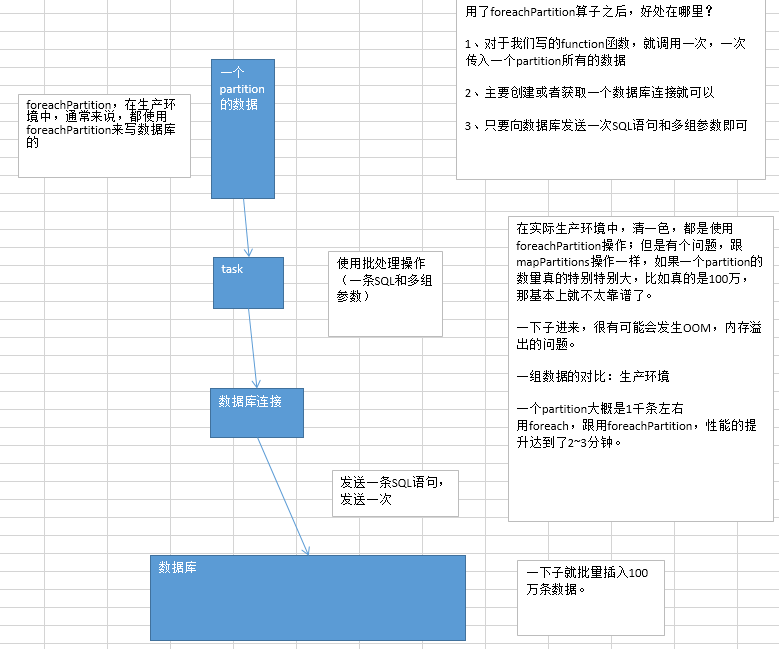 用了foreachPartition算子之后，好处在哪里？
1、对于我们写的function函数，就调用一次，一次
传入一个partition所有的数据
2、主要创建或者获取一个数据库连接就可以
3、只要向数据库发送一次SQL语句和多组参数即可
一个
partition
的数据
foreachPartition，在生产环
境中，通常来说，都使用
foreachPartition来写数据库
的
在实际生产环境中，清一色，都是使用
foreachPartition操作；但是有个问题，跟
mapPartitions操作一样，如果一个partition的
数量真的特别特别大，比如真的是100万，
那基本上就不太靠谱了。
一下子进来，很有可能会发生OOM，内存溢
出的问题。
一组数据的对比：生产环境
一个partition大概是1千条左右
用foreach，跟用foreachPartition，性能的提
升达到了2~3分钟。
task
使用批处理操作
（一条SQL和多组
参数）
数据库连接
发送一条SQL语句，
发送一次
数据库
一下子就批量插入100
万条数据。